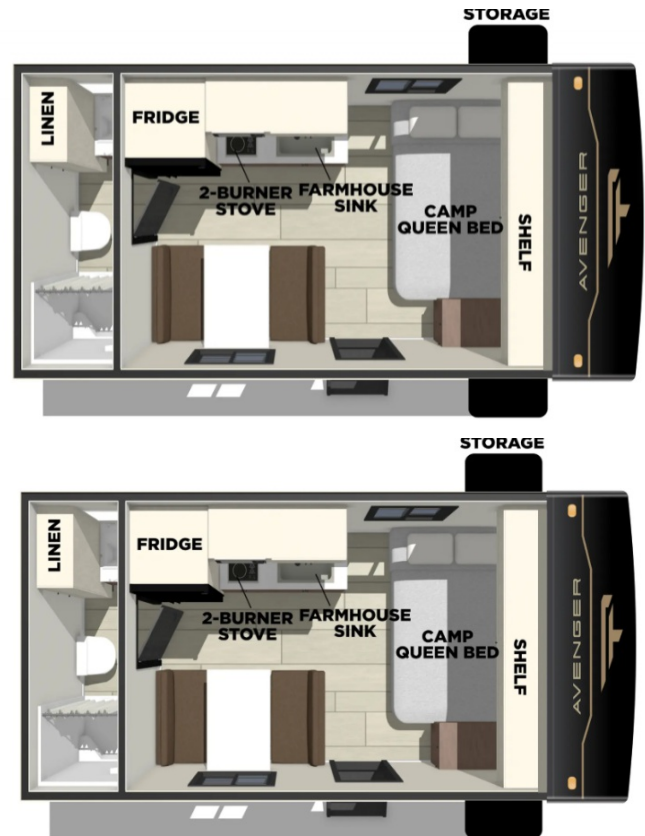 STORAGE
LINEN
FRIDGE
2-BURNER
STOVE
FARMHOUSE
SINK
CAMP
QUEEN BED
SHELF
AVENGER
STORAGE
LINEN
FRIDGE
2-BURNER
STOVE
FARMHOUSE
SINK
CAMP
QUEEN BED
SHELF
AVENGER